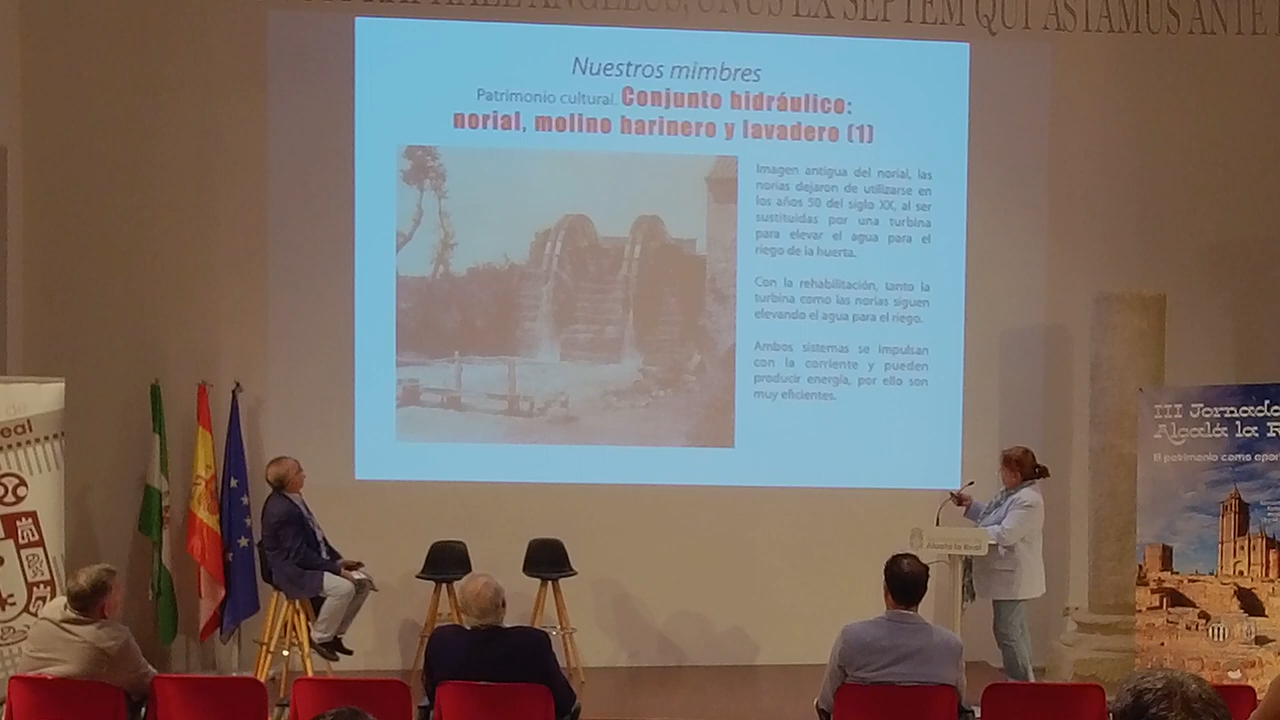 RAPHAEL ANGELUS, UNUS EX SEPTEM QUI ASTAMUS ANTE
Nuestros mimbres
Patrimonio cultural. Conjunto hidráulico:
norial, molino harinero y lavadero (1)
Imagen antigua del norial, las
norias dejaron de utilizarse en
los años 50 del siglo XX, al ser
sustituidas por una turbina
para elevar el agua para el
riego de la huerta.
Con la rehabilitación, tanto la
turbina como las norias siguen
elevando el agua para el riego.
Ambos sistemas se impulsan
con la corriente y pueden
producir energía, por ello son
muy eficientes.
de
eal
Alcalá la Real
III Jornada
Alcalá la R
El patrimonio como opor